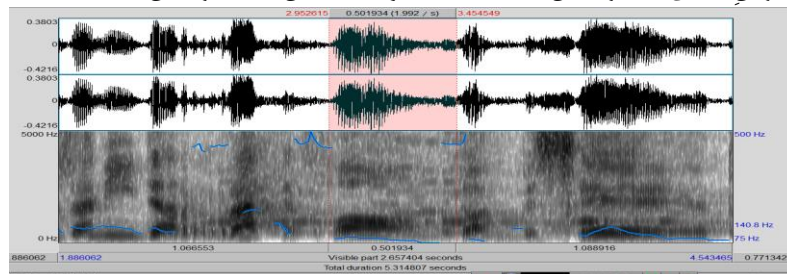 2.952615 0.501934 (1.992 / s) 3.454549
0.3803
0
-0.4216
0.3803
0
-0.4216
5000 Hz 500 Hz
140.8 Hz
0 Hz 75 Hz
1.066553 0.501934 1.088916
886062 1.886062 Visible part 2.657404 seconds 4.543465 0.771342
Total duration 5.314807 seconds